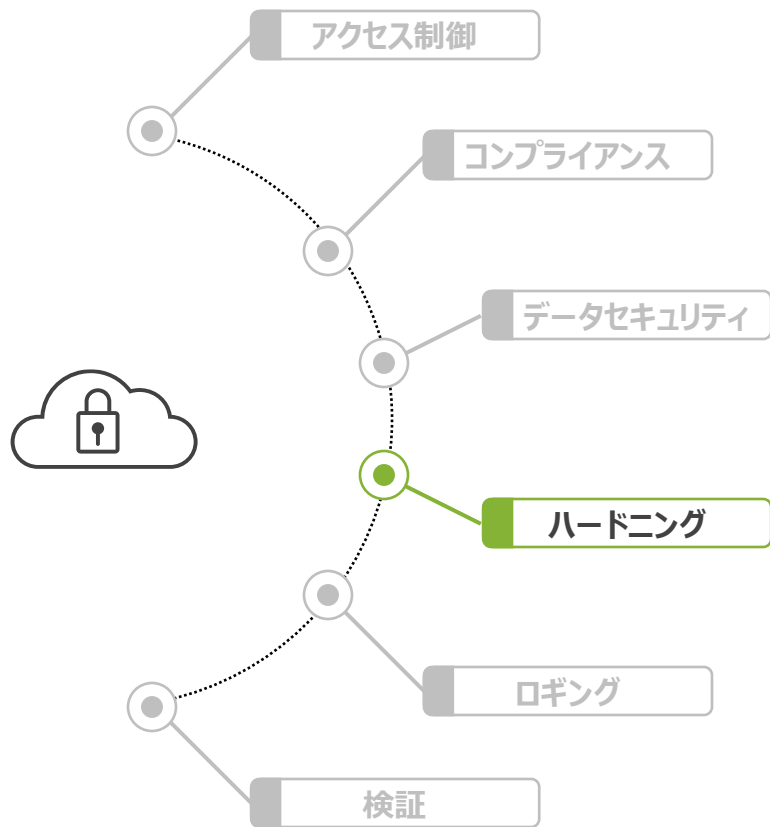 アクセス制御
コンプライアンス
データセキュリティ
ハードニング
ロギング
検証